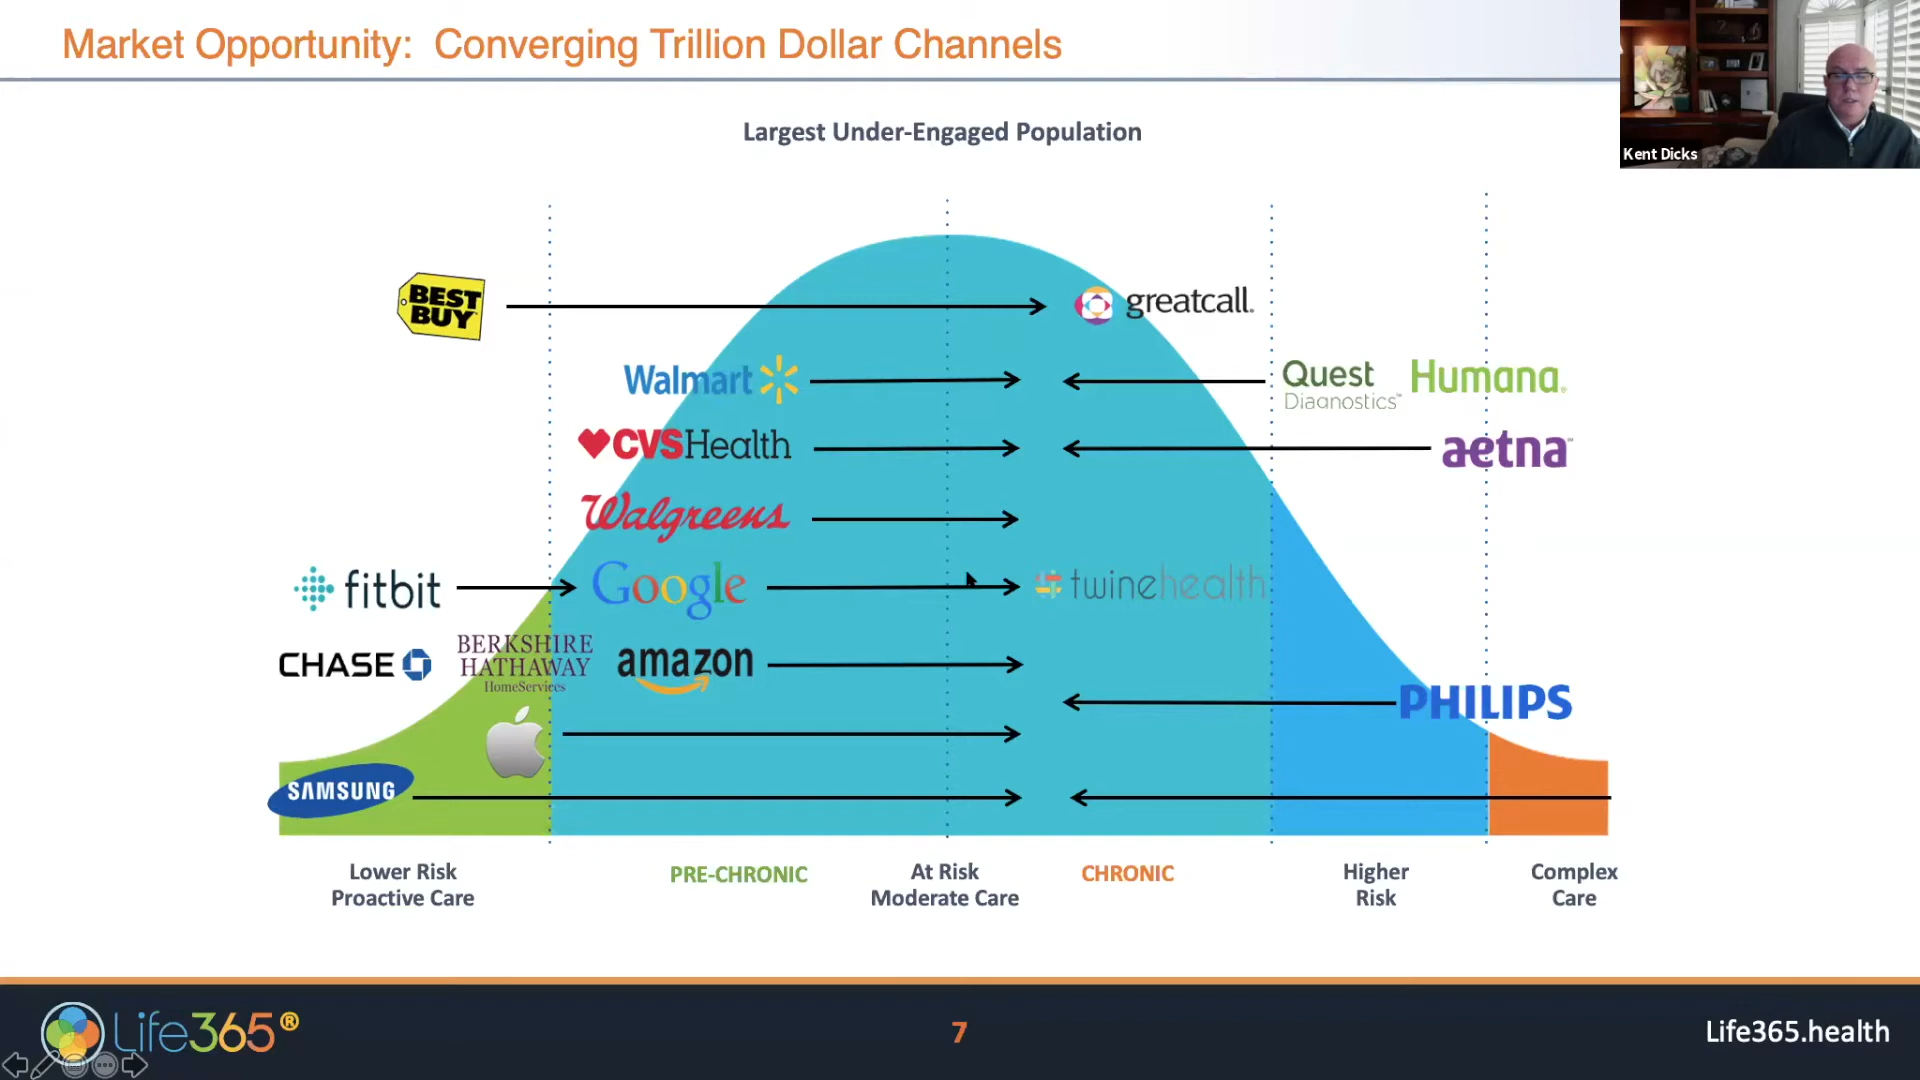 Market Opportunity: Converging Trillion Dollar Channels
Kent Dicks
Largest Under-Engaged Population
BEST
BUY
greatcall.
Walmart
Quest
Diagnostics™
Humana®
CVSHealth
aetna™
Walgreens
fitbit
Google
twinehealth
CHASE
BERKSHIRE
HATHAWAY
HomeServices
amazon
PHILIPS
SAMSUNG
Lower Risk
Proactive Care
PRE-CHRONIC
At Risk
Moderate Care
CHRONIC
Higher
Risk
Complex
Care
Life365®
7
Life365.health